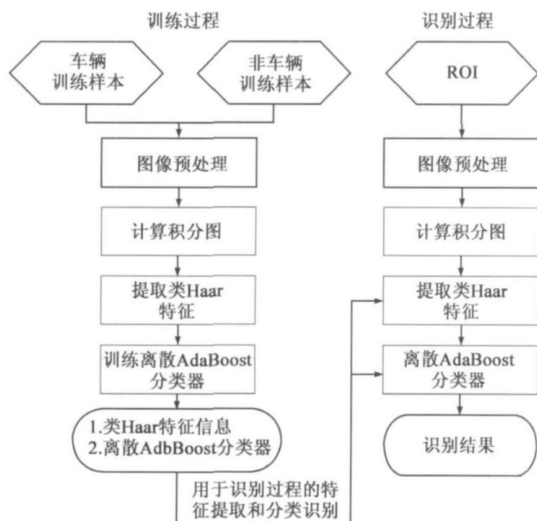 训练过程
车辆
训练样本
非车辆
训练样本
图像预处理
计算积分图
提取类Haar
特征
训练离散AdaBoost
分类器
1.类Haar特征信息
2.离散AdbBoost分类器
用于识别过程的特
征提取和分类识别
识别过程
ROI
图像预处理
计算积分图
提取类Haar
特征
离散AdaBoost
分类器
识别结果